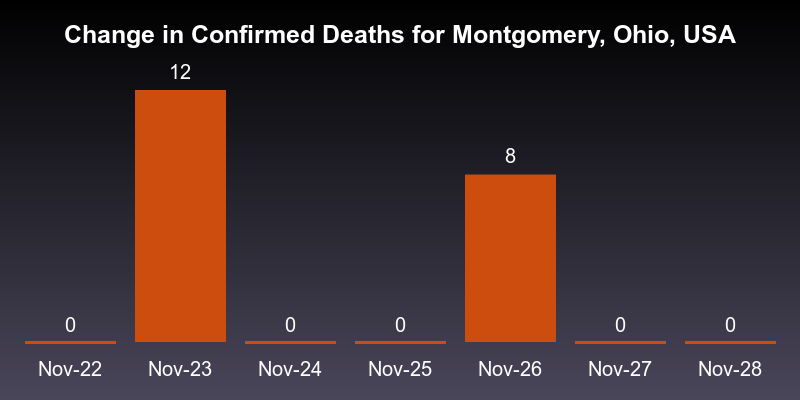 Change in Confirmed Deaths for Montgomery, Ohio, USA
12
8
0 0 0 0 0
Nov-22 Nov-23 Nov-24 Nov-25 Nov-26 Nov-27 Nov-28